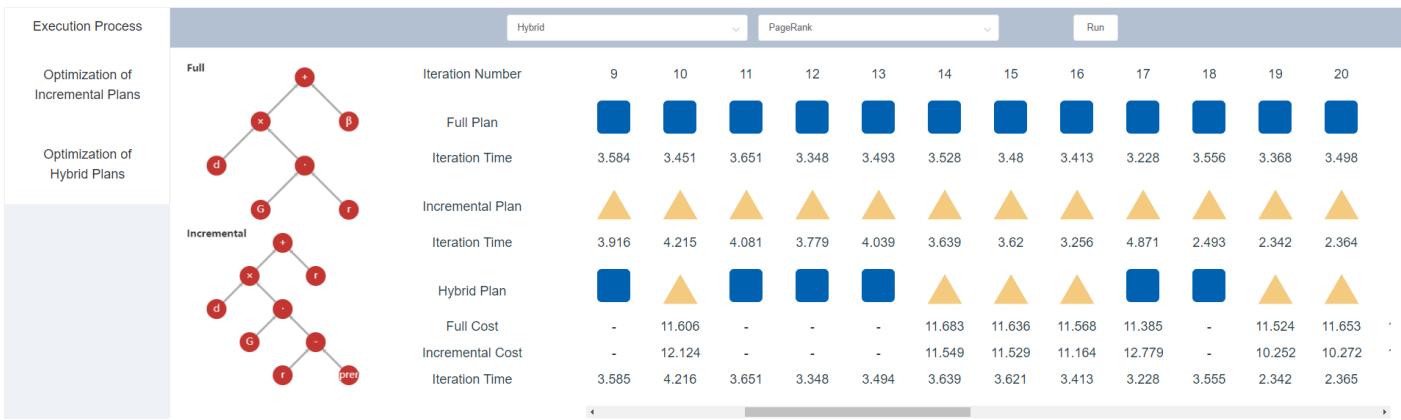 Execution Process
Hybrid
PageRank
Run
Optimization of
Incremental Plans
Optimization of
Hybrid Plans
Full
+
×
β
d
·
G
r
Incremental
+
×
r
d
·
G
-
r
prer
Iteration Number 9 10 11 12 13 14 15 16 17 18 19 20
Full Plan
Iteration Time 3.584 3.451 3.651 3.348 3.493 3.528 3.48 3.413 3.228 3.556 3.368 3.498
Incremental Plan
Iteration Time 3.916 4.215 4.081 3.779 4.039 3.639 3.62 3.256 4.871 2.493 2.342 2.364
Hybrid Plan
Full Cost - 11.606 - - - 11.683 11.636 11.568 11.385 - 11.524 11.653
Incremental Cost - 12.124 - - - 11.549 11.529 11.164 12.779 - 10.252 10.272
Iteration Time 3.585 4.216 3.651 3.348 3.494 3.639 3.621 3.413 3.228 3.555 2.342 2.365